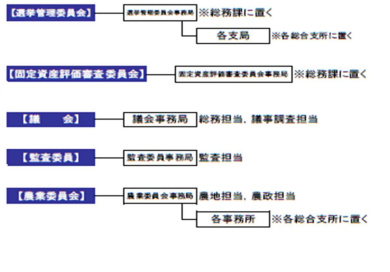 【選挙管理委員会】 選挙管理委員会事務局 ※総務課に置く
各支局 ※各総合支所に置く
【固定資産評価審査委員会】 固定資産評価審査委員会事務局 ※総務課に置く
【議 会】 議会事務局 総務担当、議事調査担当
【監査委員】 監査委員事務局 監査担当
【農業委員会】 農業委員会事務局 農地担当、農政担当
各事務所 ※各総合支所に置く